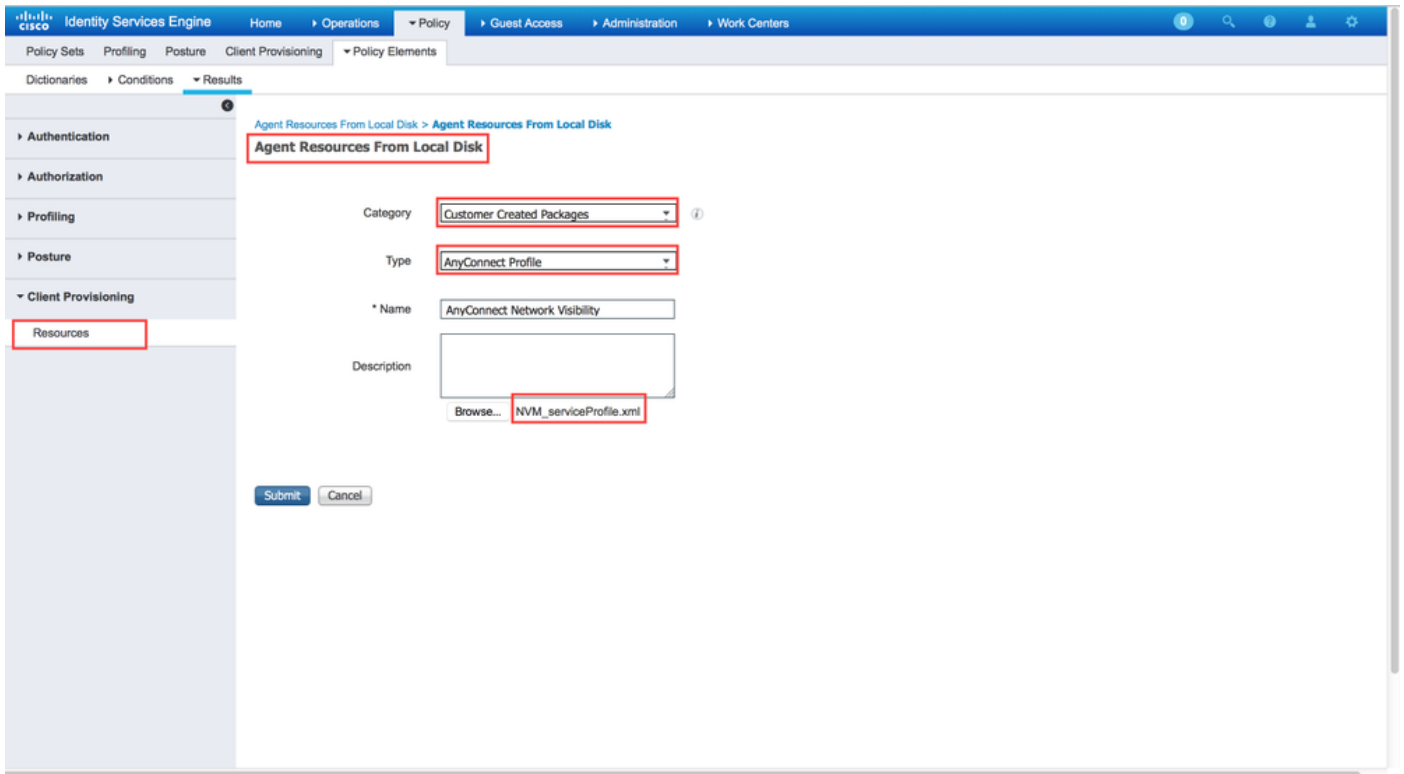 cisco Identity Services Engine Home Operations Policy Guest Access Administration Work Centers 0
Policy Sets Profiling Posture Client Provisioning Policy Elements
Dictionaries Conditions Results
Authentication
Authorization
Profiling
Posture
Client Provisioning
Resources
Agent Resources From Local Disk > Agent Resources From Local Disk
Agent Resources From Local Disk
Category Customer Created Packages
Type AnyConnect Profile
* Name AnyConnect Network Visibility
Description
Browse... NVM_serviceProfile.xml
Submit Cancel